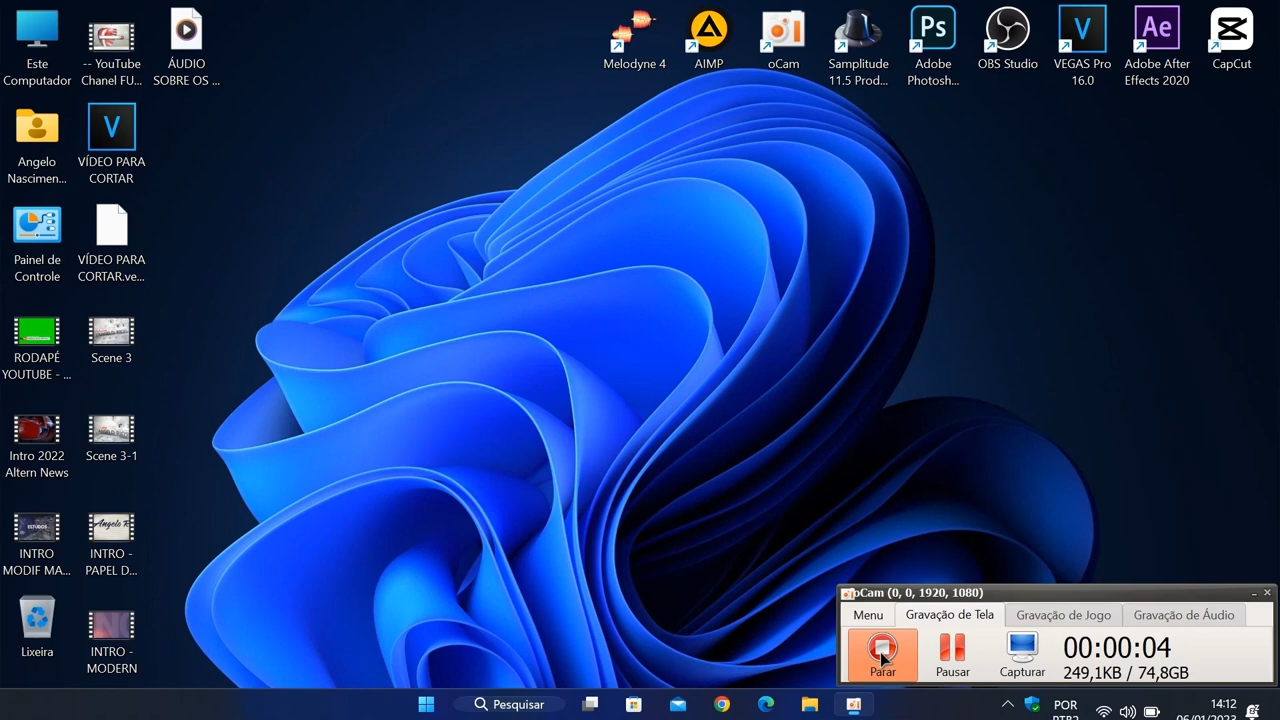 Este
Computador
-- YouTube
Chanel FU...
ÁUDIO
SOBRE OS ...
Melodyne 4
AIMP
oCam
Samplitude
11.5 Prod...
Ps
Adobe
Photosh...
OBS Studio
V
VEGAS Pro
16.0
Ae
Adobe After
Effects 2020
CapCut
Angelo
Nascimen...
V
VÍDEO PARA
CORTAR
Painel de
Controle
VÍDEO PARA
CORTAR.ve...
RODAPÉ
YOUTUBE - ...
Scene 3
Intro 2022
Altern News
Scene 3-1
ESTUDOS
INTRO
MODIF MA...
Angelo R
INTRO -
PAPEL D...
Lixeira
INTRO -
MODERN
oCam (0, 0, 1920, 1080)
Menu
Gravação de Tela
Gravação de Jogo
Gravação de Áudio
Parar
Pausar
Capturar
00:00:04
249,1KB / 74,8GB
Pesquisar
POR
PTB2
14:12
06/01/2023